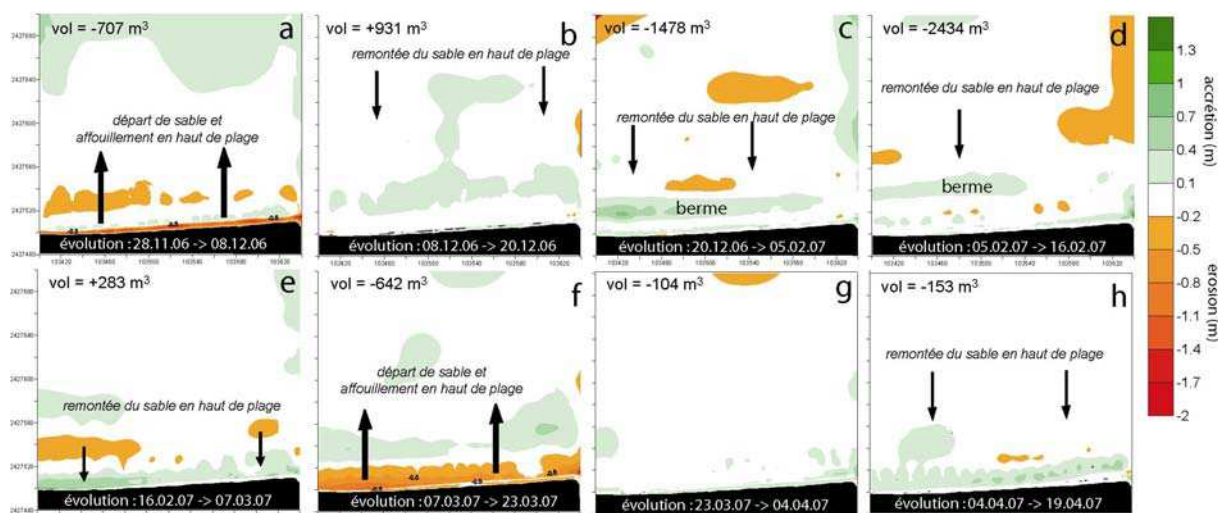 vol = -707 m³
a
départ de sable et
affouillement en haut de plage
évolution : 28.11.06 -> 08.12.06
vol = +931 m³
b
remontée du sable en haut de plage
évolution : 08.12.06 -> 20.12.06
vol = -1478 m³
c
remontée du sable en haut de plage
berme
évolution : 20.12.06 -> 05.02.07
vol = -2434 m³
d
remontée du sable en haut de plage
berme
évolution : 05.02.07 -> 16.02.07
vol = +283 m³
e
remontée du sable en haut de plage
évolution : 16.02.07 -> 07.03.07
vol = -642 m³
f
départ de sable et
affouillement en haut de plage
évolution : 07.03.07 -> 23.03.07
vol = -104 m³
g
évolution : 23.03.07 -> 04.04.07
vol = -153 m³
h
remontée du sable en haut de plage
évolution : 04.04.07 -> 19.04.07
1.3
1
0.7
0.4
0.1
-0.2
-0.5
-0.8
-1.1
-1.4
-1.7
-2
accrétion (m)
erosion (m)